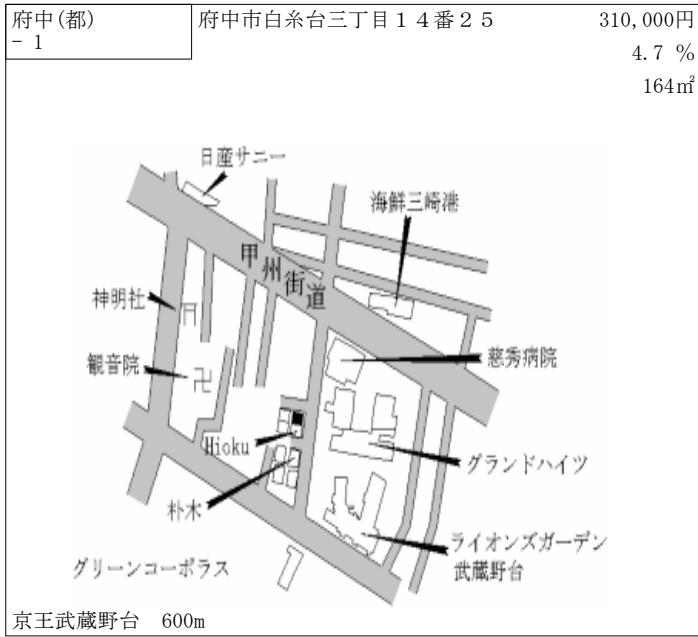 府中(都)
- 1
府中市白糸台三丁目１４番２５
310,000円
4.7 %
164㎡
日産サニー
海鮮三崎港
甲州街道
神明社
観音院
卍
慈秀病院
Hioku
グランドハイツ
朴木
ライオンズガーデン
武蔵野台
グリーンコーポラス
京王武蔵野台 600m